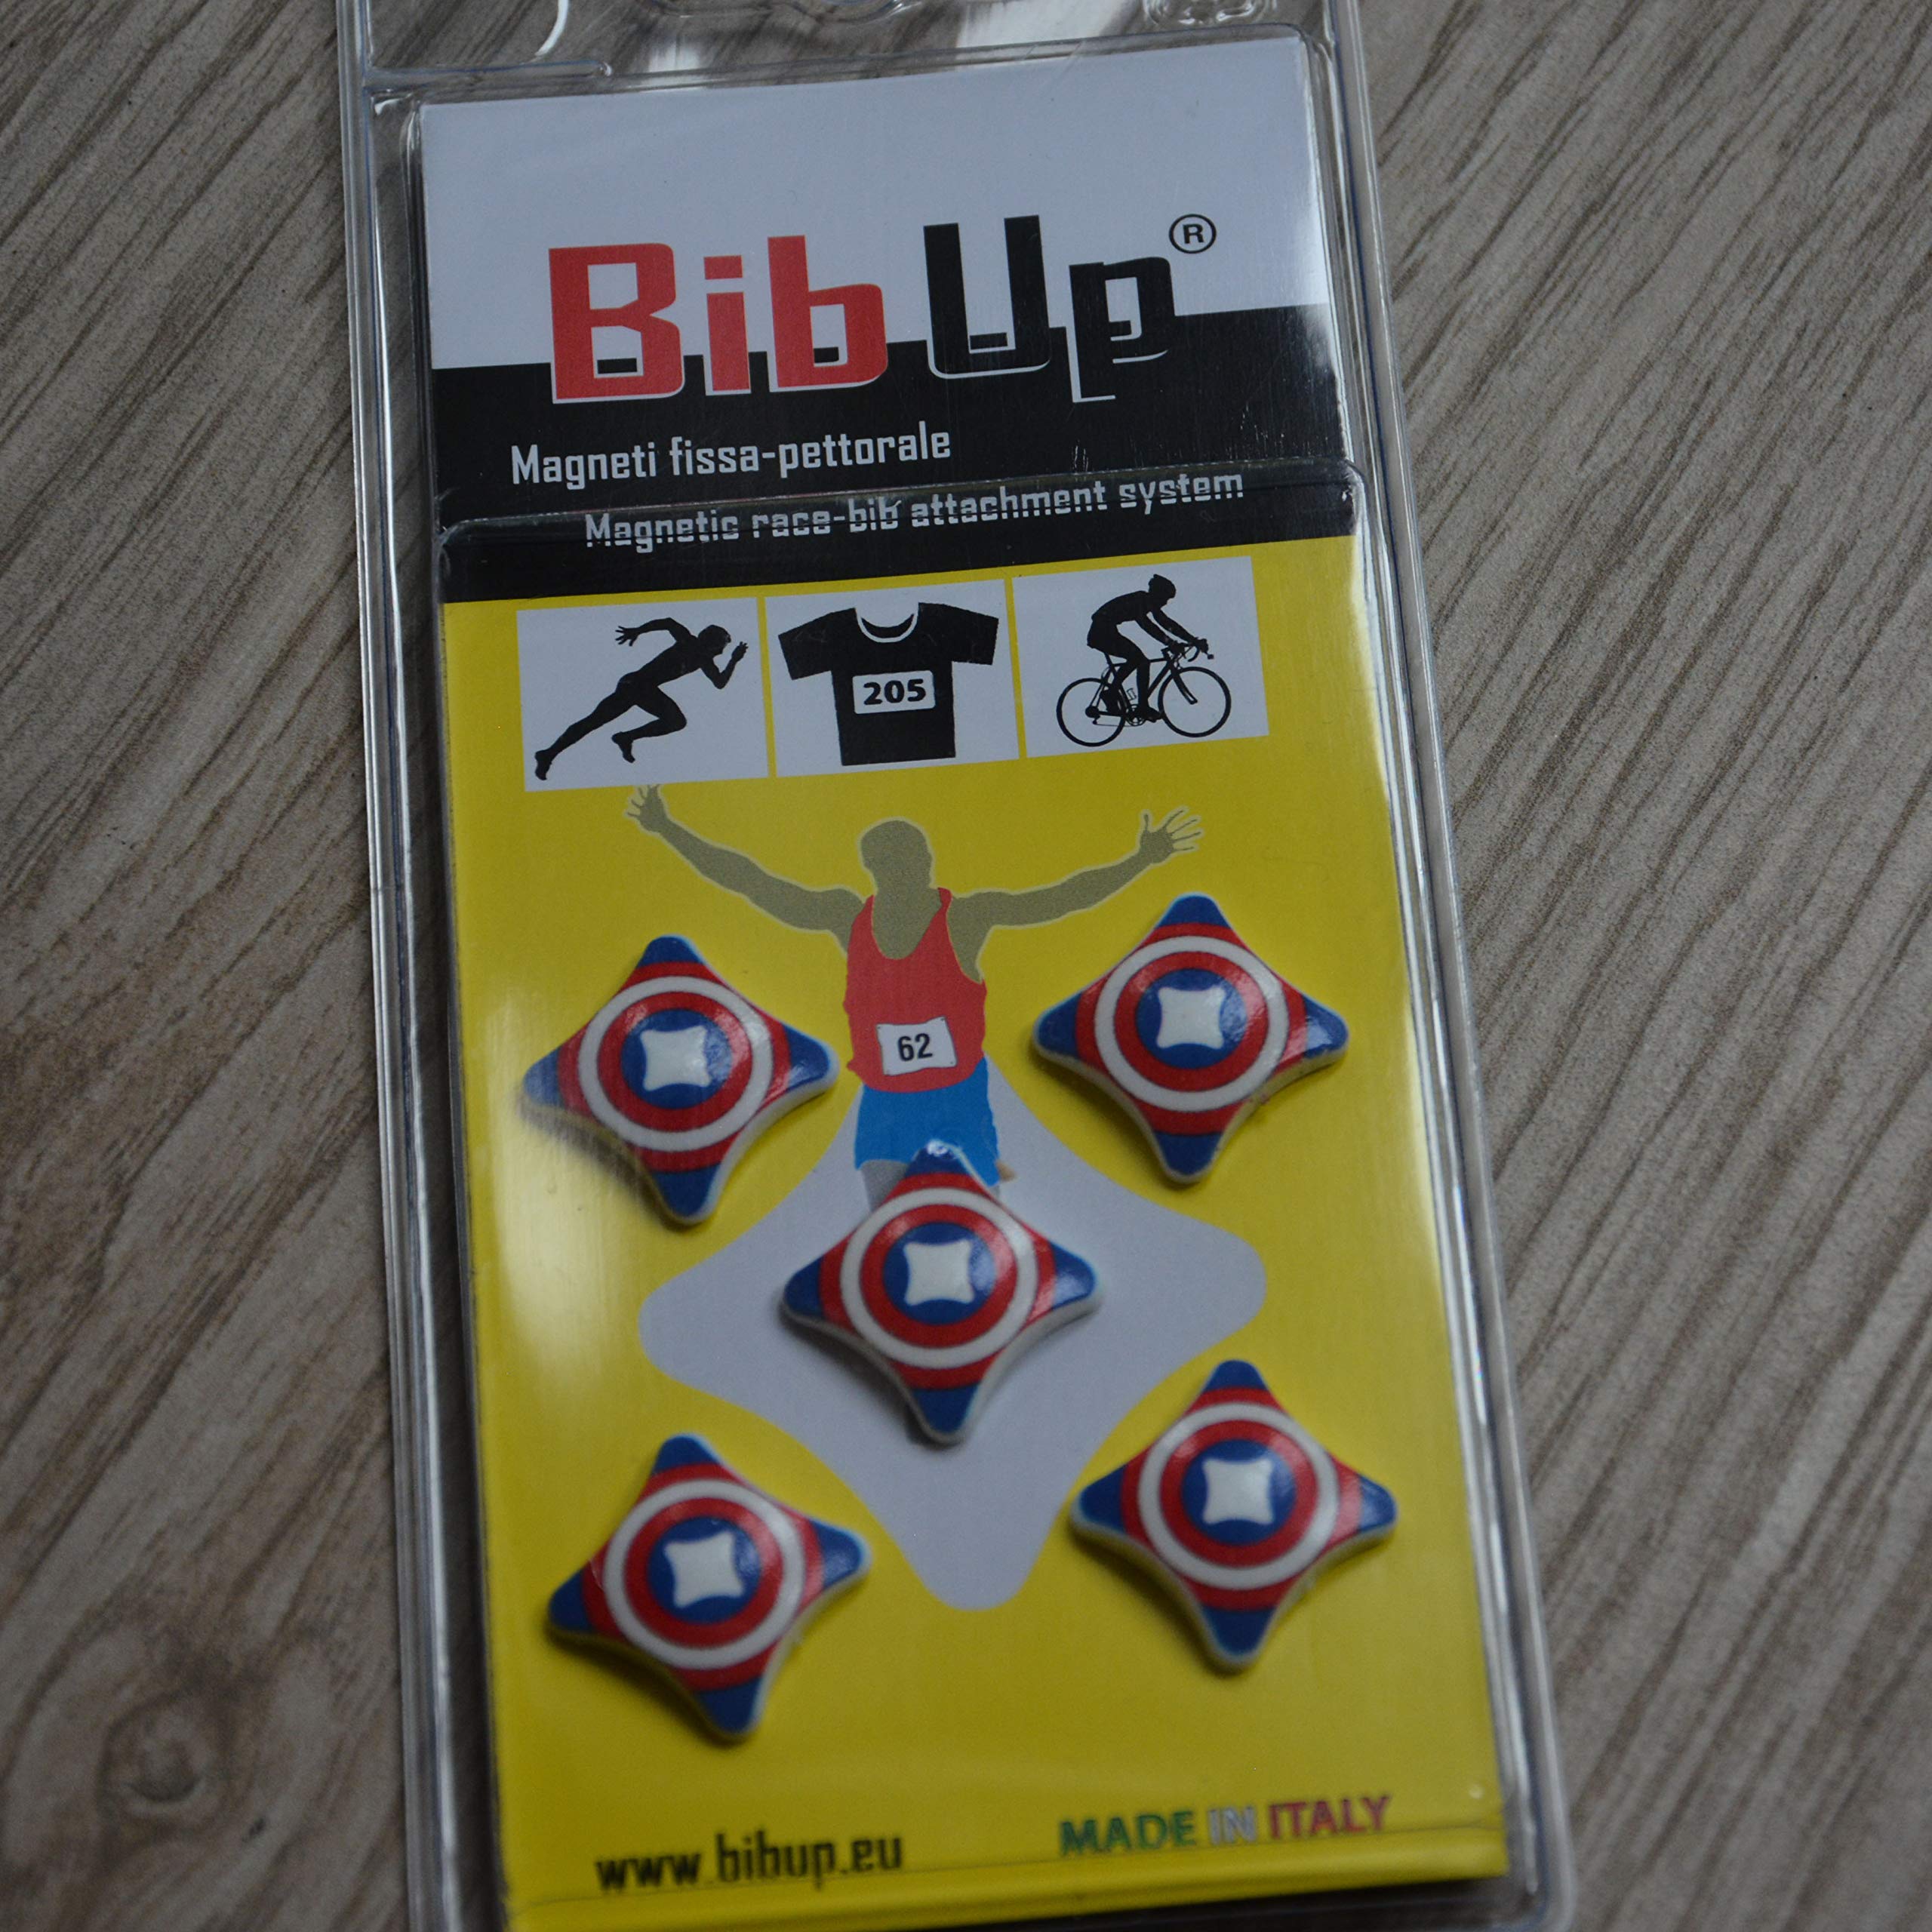 Bib Up®
Magneti fissa-pettorale
Magnetic race-bib attachment system
205
62
www.bibup.eu
MADE IN ITALY